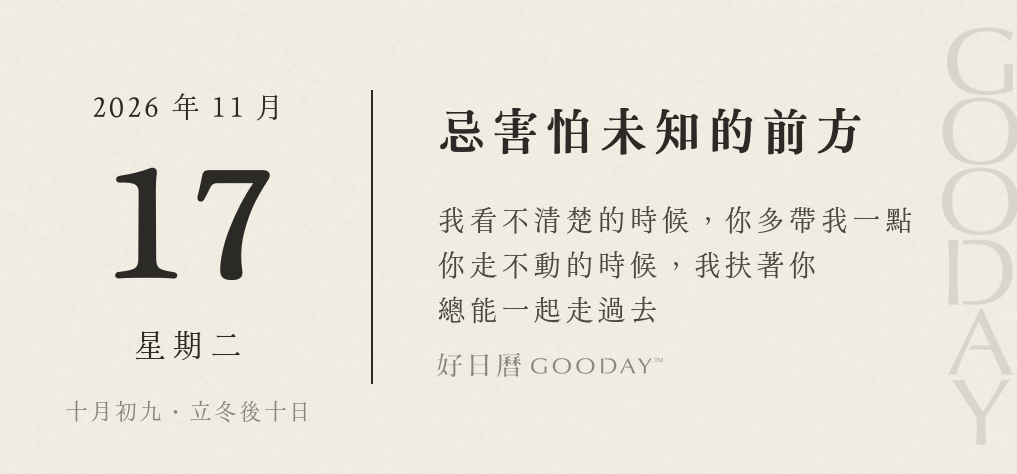 2026 年 11 月
17
星期二
十月初九・立冬後十日
忌害怕未知的前方
我看不清楚的時候，你多帶我一點
你走不動的時候，我扶著你
總能一起走過去
好日曆 GOODAY™
GOODAY